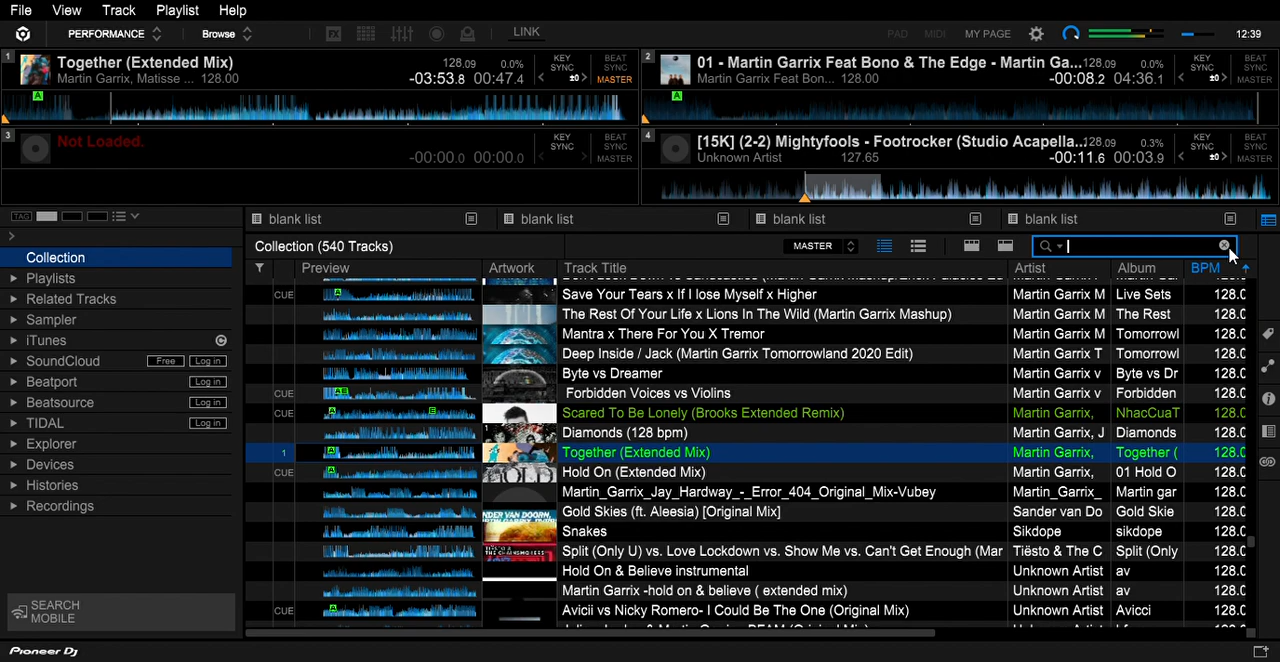 File View Track Playlist Help
PERFORMANCE Browse FX LINK PAD MIDI MY PAGE 12:39
1 Together (Extended Mix) 128.09 0.0% KEY SYNC BEAT SYNC
Martin Garrix, Matisse ... 128.00 -03:53.8 00:47.4 ±0 MASTER
A
2 01 - Martin Garrix Feat Bono & The Edge - Martin Ga... 128.09 0.0% KEY SYNC BEAT SYNC
Martin Garrix Feat Bon... 128.00 -00:08.2 04:36.1 ±0 MASTER
A
3 Not Loaded. KEY SYNC BEAT SYNC
-00:00.0 00:00.0 MASTER
4 [15K] (2-2) Mightyfools - Footrocker (Studio Acapella... 128.09 0.3% KEY SYNC BEAT SYNC
Unknown Artist 127.65 -00:11.6 00:03.9 ±0 MASTER
TAG
blank list blank list blank list blank list
Collection
Playlists
Related Tracks
Sampler
iTunes
SoundCloud Free Log in
Beatport Log in
Beatsource Log in
TIDAL Log in
Explorer
Devices
Histories
Recordings
SEARCH
MOBILE
Collection (540 Tracks) MASTER
Preview Artwork Track Title Artist Album BPM
CUE A Save Your Tears x If I lose Myself x Higher Martin Garrix M Live Sets 128.0
The Rest Of Your Life x Lions In The Wild (Martin Garrix Mashup) Martin Garrix M The Rest 128.0
Mantra x There For You X Tremor Martin Garrix M Tomorrowl 128.0
Deep Inside / Jack (Martin Garrix Tomorrowland 2020 Edit) Martin Garrix T Tomorrowl 128.0
Byte vs Dreamer Martin Garrix v Byte vs Dr 128.0
CUE Forbidden Voices vs Violins Martin Garrix v Forbidden 128.0
CUE A E Scared To Be Lonely (Brooks Extended Remix) Martin Garrix, NhacCuaT 128.0
Diamonds (128 bpm) Martin Garrix, J Diamonds 128.0
1 A Together (Extended Mix) Martin Garrix, Together ( 128.0
CUE A Hold On (Extended Mix) Martin Garrix, 01 Hold O 128.0
Martin_Garrix_Jay_Hardway_-_Error_404_Original_Mix-Vubey Martin_Garrix_ Martin gar 128.0
Gold Skies (ft. Aleesia) [Original Mix] Sander van Do Gold Skie 128.0
Snakes Sikdope sikdope 128.0
Split (Only U) vs. Love Lockdown vs. Show Me vs. Can't Get Enough (Mar Tiësto & The C Split (Only 128.0
Hold On & Believe instrumental Unknown Artist av 128.0
Martin Garrix -hold on & believe ( extended mix) Unknown Artist av 128.0
CUE A Avicii vs Nicky Romero- I Could Be The One (Original Mix) Unknown Artist Avicci 128.0
Pioneer Dj